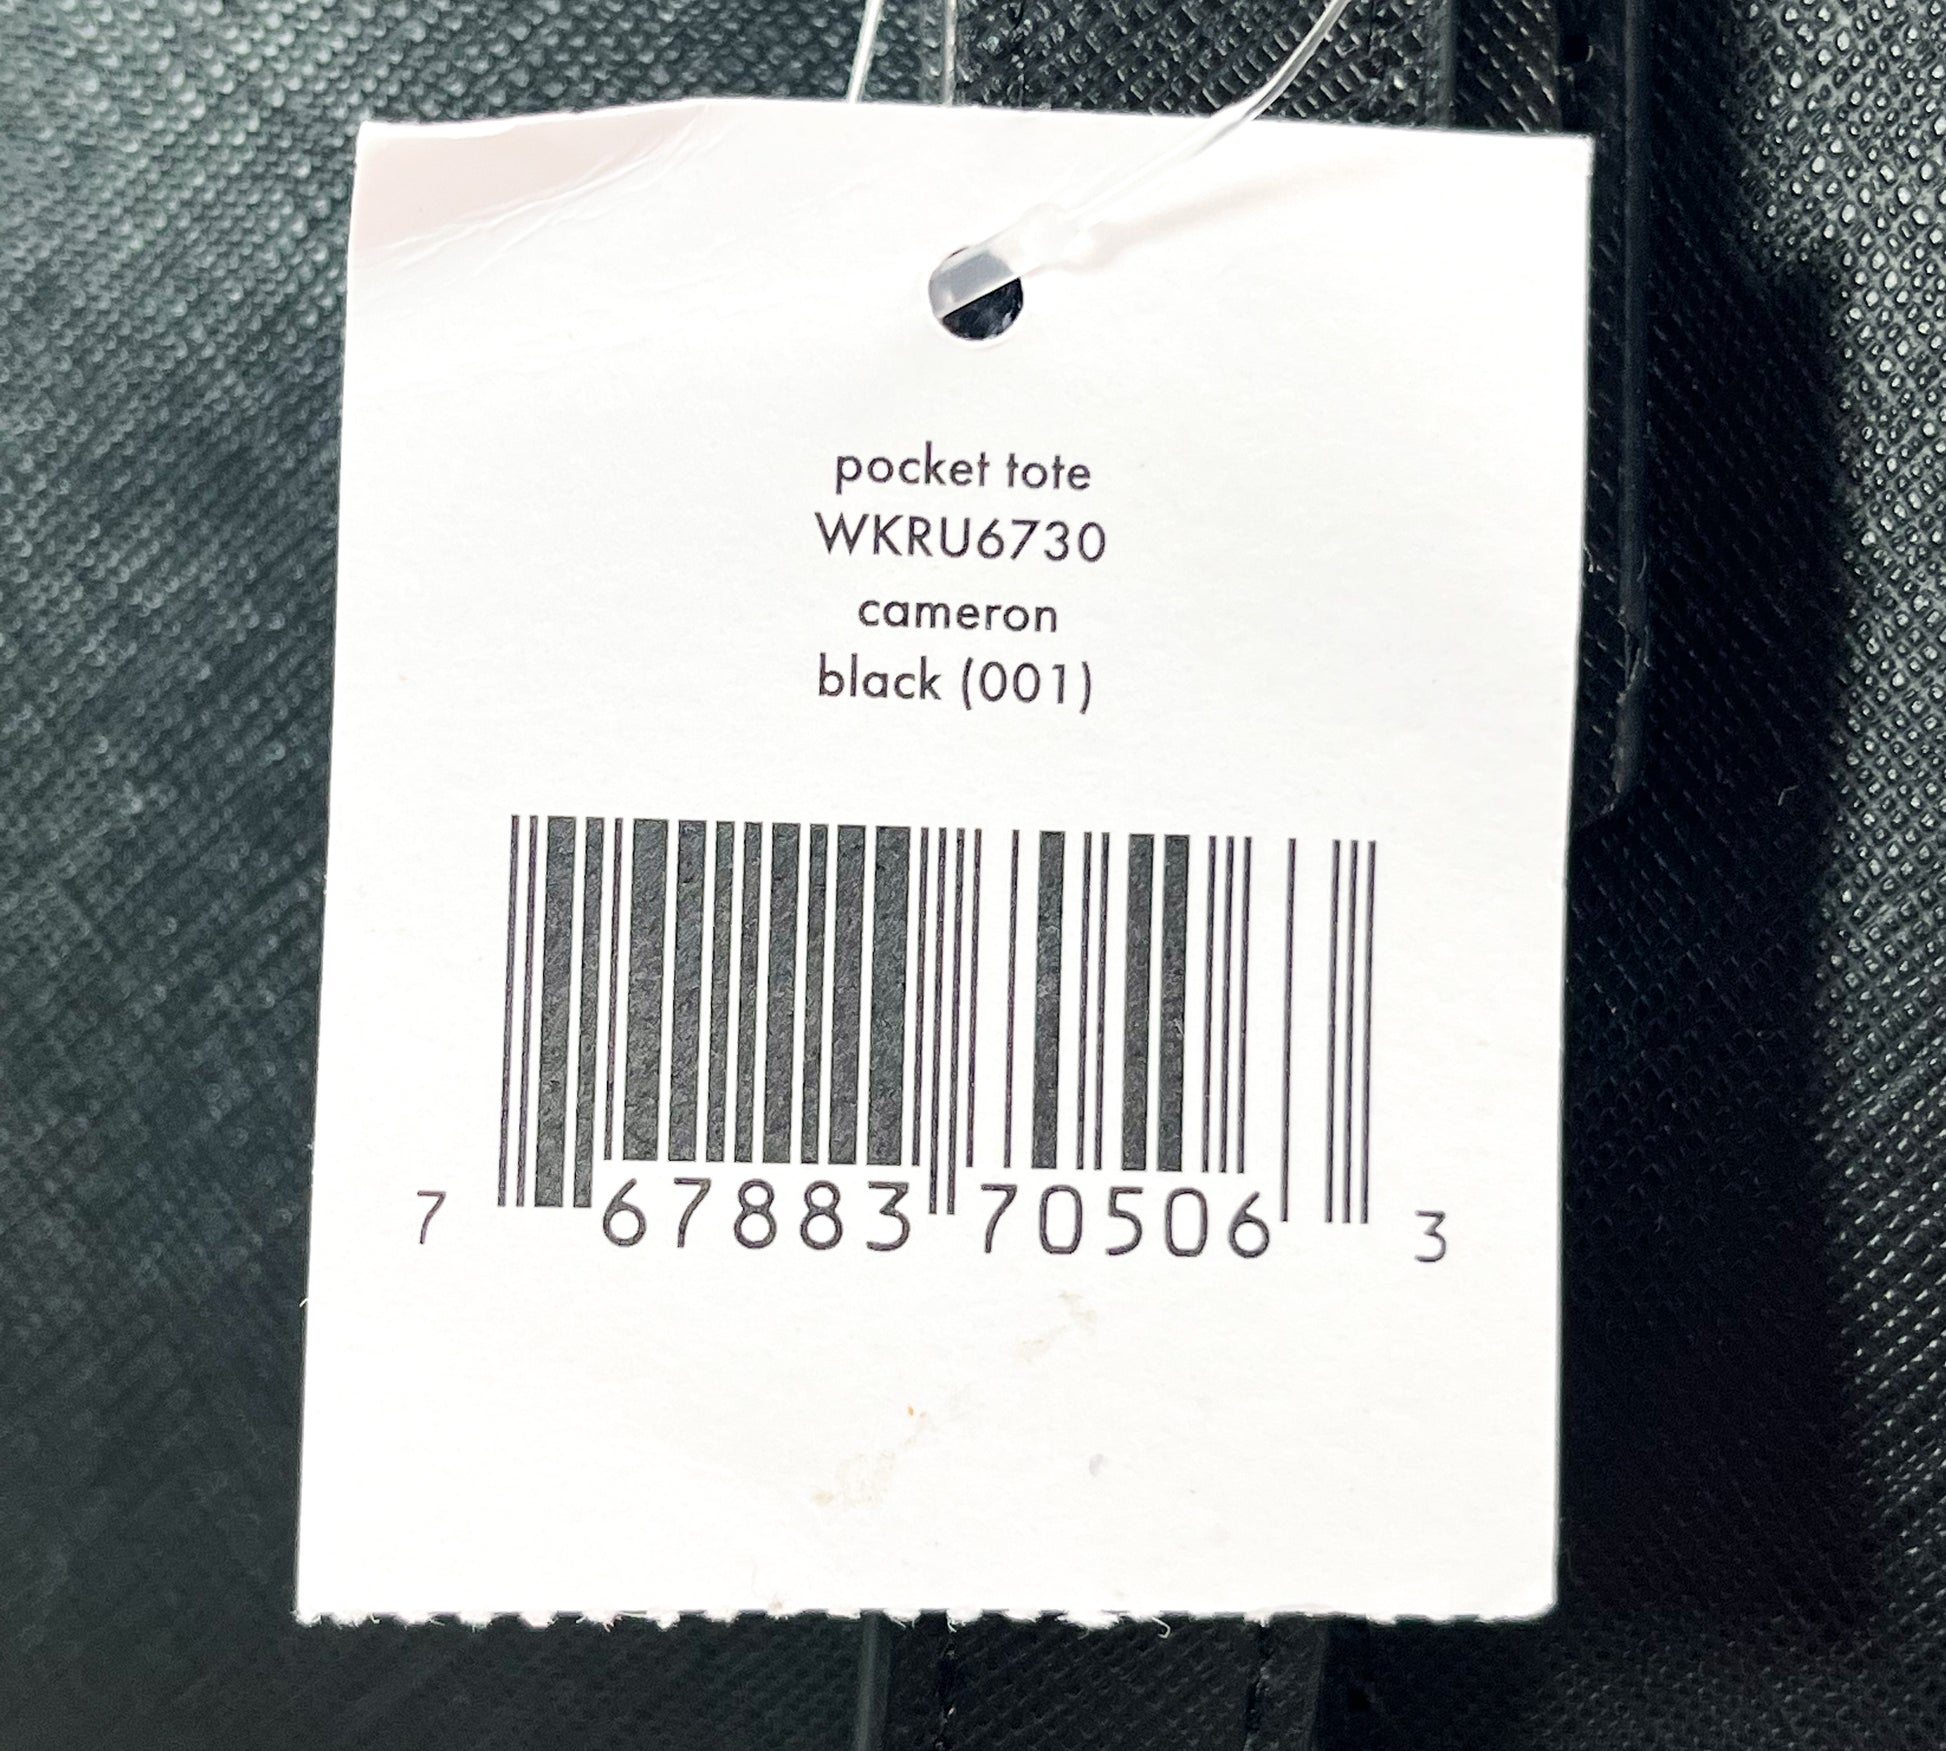 pocket tote
WKRU6730
cameron
black (001)
7 67883 70506 3